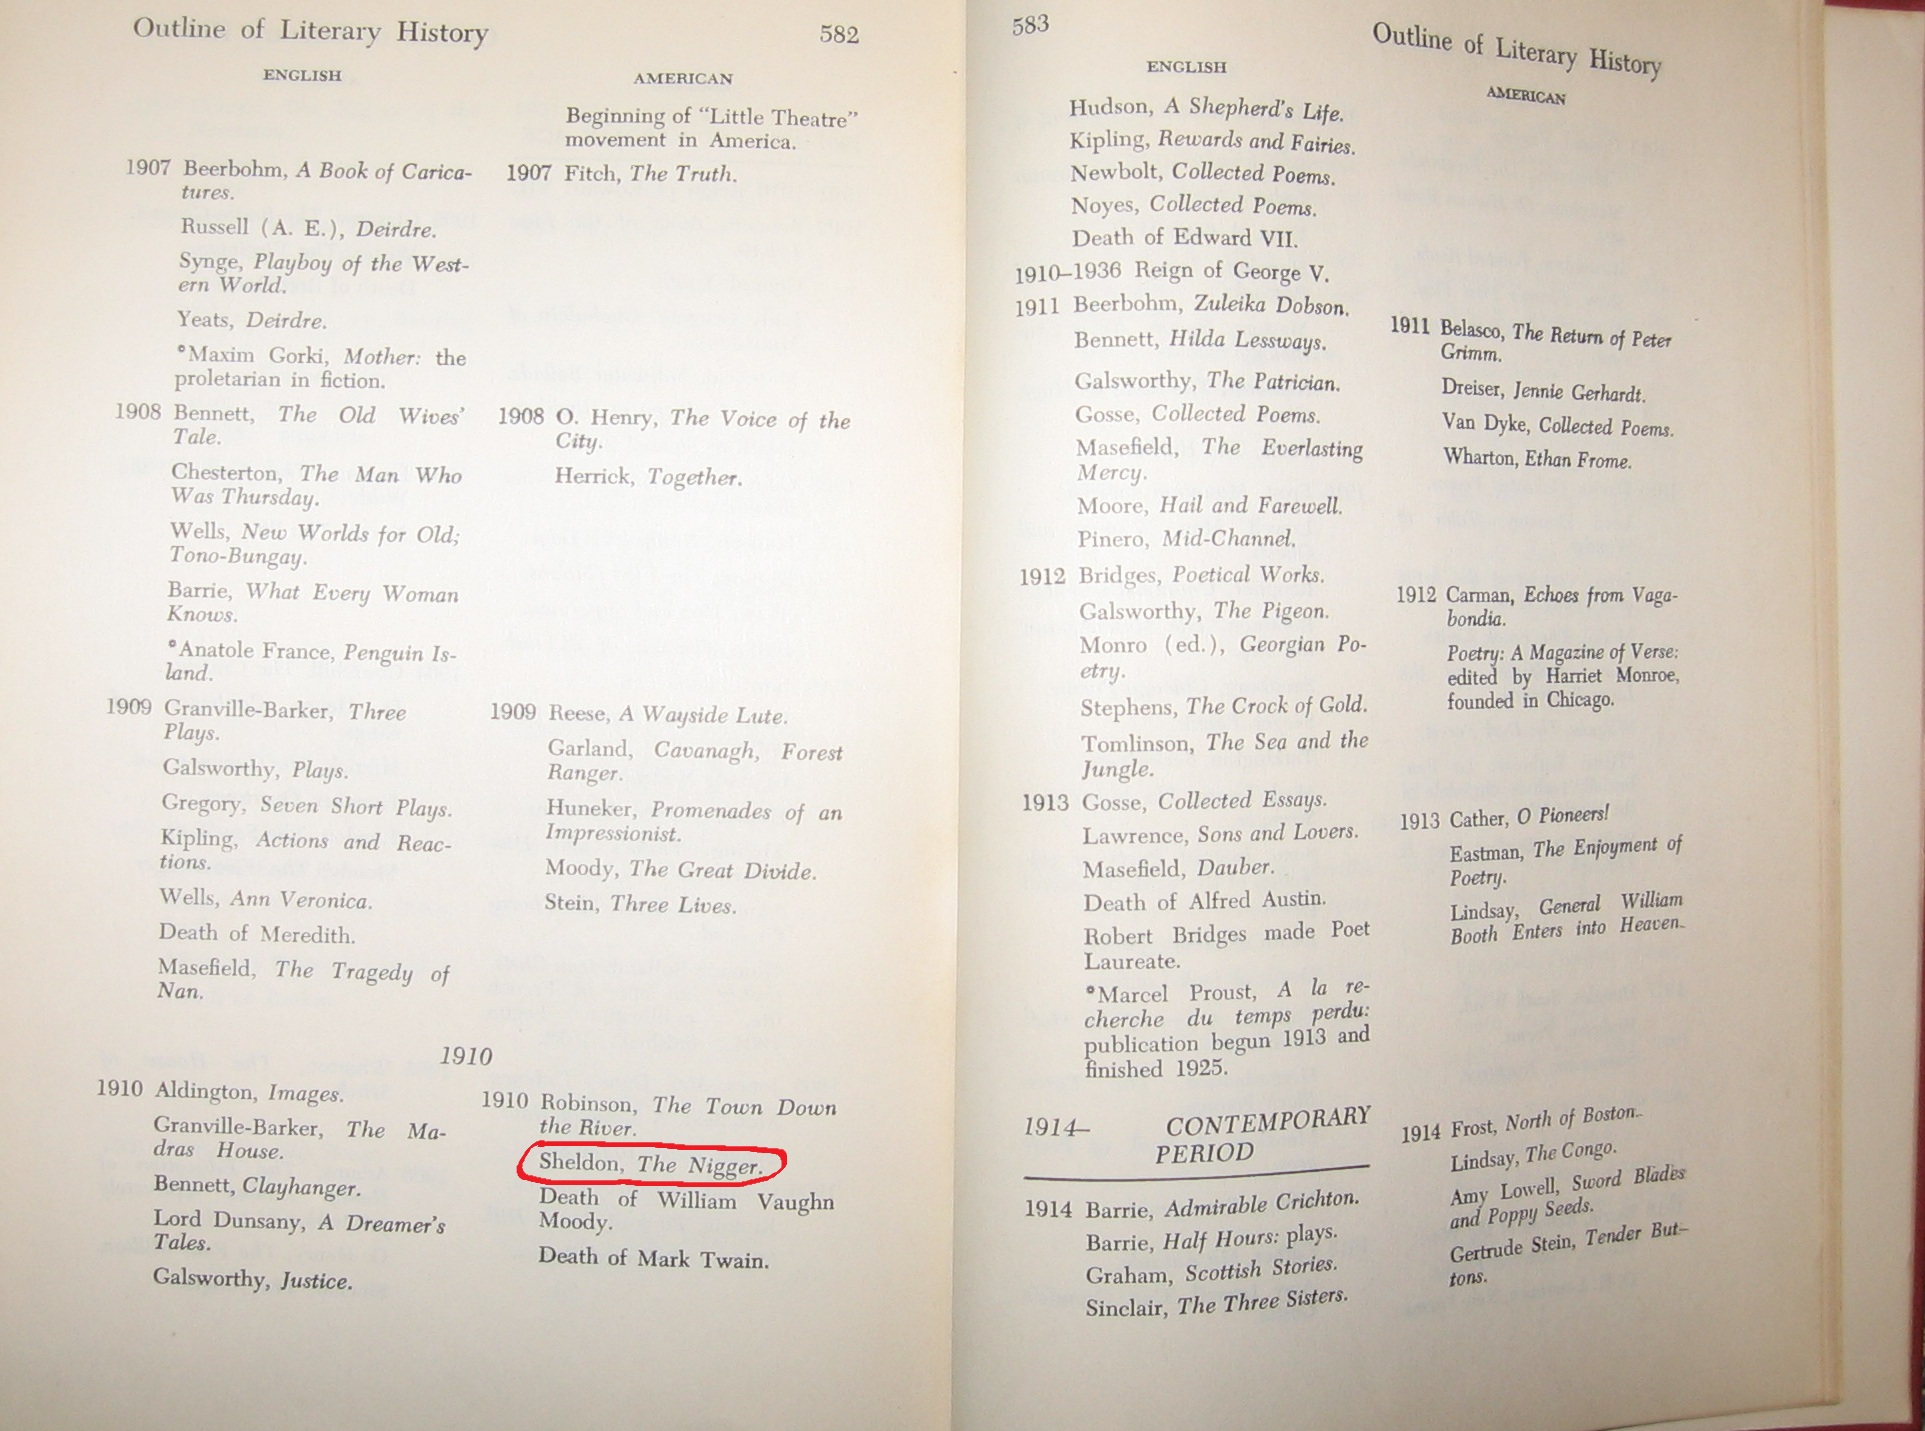 Outline of Literary History
582
ENGLISH
AMERICAN
Beginning of "Little Theatre"
movement in America.
1907 Beerbohm, A Book of Carica-
tures.
Russell (A. E.), Deirdre.
Synge, Playboy of the West-
ern World.
Yeats, Deirdre.
°Maxim Gorki, Mother: the
proletarian in fiction.
1907 Fitch, The Truth.
1908 Bennett, The Old Wives'
Tale.
Chesterton, The Man Who
Was Thursday.
Wells, New Worlds for Old;
Tono-Bungay.
Barrie, What Every Woman
Knows.
°Anatole France, Penguin Is-
land.
1908 O. Henry, The Voice of the
City.
Herrick, Together.
1909 Granville-Barker, Three
Plays.
Galsworthy, Plays.
Gregory, Seven Short Plays.
Kipling, Actions and Reac-
tions.
Wells, Ann Veronica.
Death of Meredith.
Masefield, The Tragedy of
Nan.
1909 Reese, A Wayside Lute.
Garland, Cavanagh, Forest
Ranger.
Huneker, Promenades of an
Impressionist.
Moody, The Great Divide.
Stein, Three Lives.
1910
1910 Aldington, Images.
Granville-Barker, The Ma-
dras House.
Bennett, Clayhanger.
Lord Dunsany, A Dreamer's
Tales.
Galsworthy, Justice.
1910 Robinson, The Town Down
the River.
Sheldon, The Nigger.
Death of William Vaughn
Moody.
Death of Mark Twain.
583
Outline of Literary History
ENGLISH
AMERICAN
Hudson, A Shepherd's Life.
Kipling, Rewards and Fairies.
Newbolt, Collected Poems.
Noyes, Collected Poems.
Death of Edward VII.
1910–1936 Reign of George V.
1911 Beerbohm, Zuleika Dobson.
Bennett, Hilda Lessways.
Galsworthy, The Patrician.
Gosse, Collected Poems.
Masefield, The Everlasting
Mercy.
Moore, Hail and Farewell.
Pinero, Mid-Channel.
1911 Belasco, The Return of Peter
Grimm.
Dreiser, Jennie Gerhardt.
Van Dyke, Collected Poems.
Wharton, Ethan Frome.
1912 Bridges, Poetical Works.
Galsworthy, The Pigeon.
Monro (ed.), Georgian Po-
etry.
Stephens, The Crock of Gold.
Tomlinson, The Sea and the
Jungle.
1912 Carman, Echoes from Vaga-
bondia.
Poetry: A Magazine of Verse:
edited by Harriet Monroe,
founded in Chicago.
1913 Gosse, Collected Essays.
Lawrence, Sons and Lovers.
Masefield, Dauber.
Death of Alfred Austin.
Robert Bridges made Poet
Laureate.
°Marcel Proust, A la re-
cherche du temps perdu:
publication begun 1913 and
finished 1925.
1913 Cather, O Pioneers!
Eastman, The Enjoyment of
Poetry.
Lindsay, General William
Booth Enters into Heaven.
1914– CONTEMPORARY
PERIOD
1914 Barrie, Admirable Crichton.
Barrie, Half Hours: plays.
Graham, Scottish Stories.
Sinclair, The Three Sisters.
1914 Frost, North of Boston.
Lindsay, The Congo.
Amy Lowell, Sword Blades
and Poppy Seeds.
Gertrude Stein, Tender But-
tons.